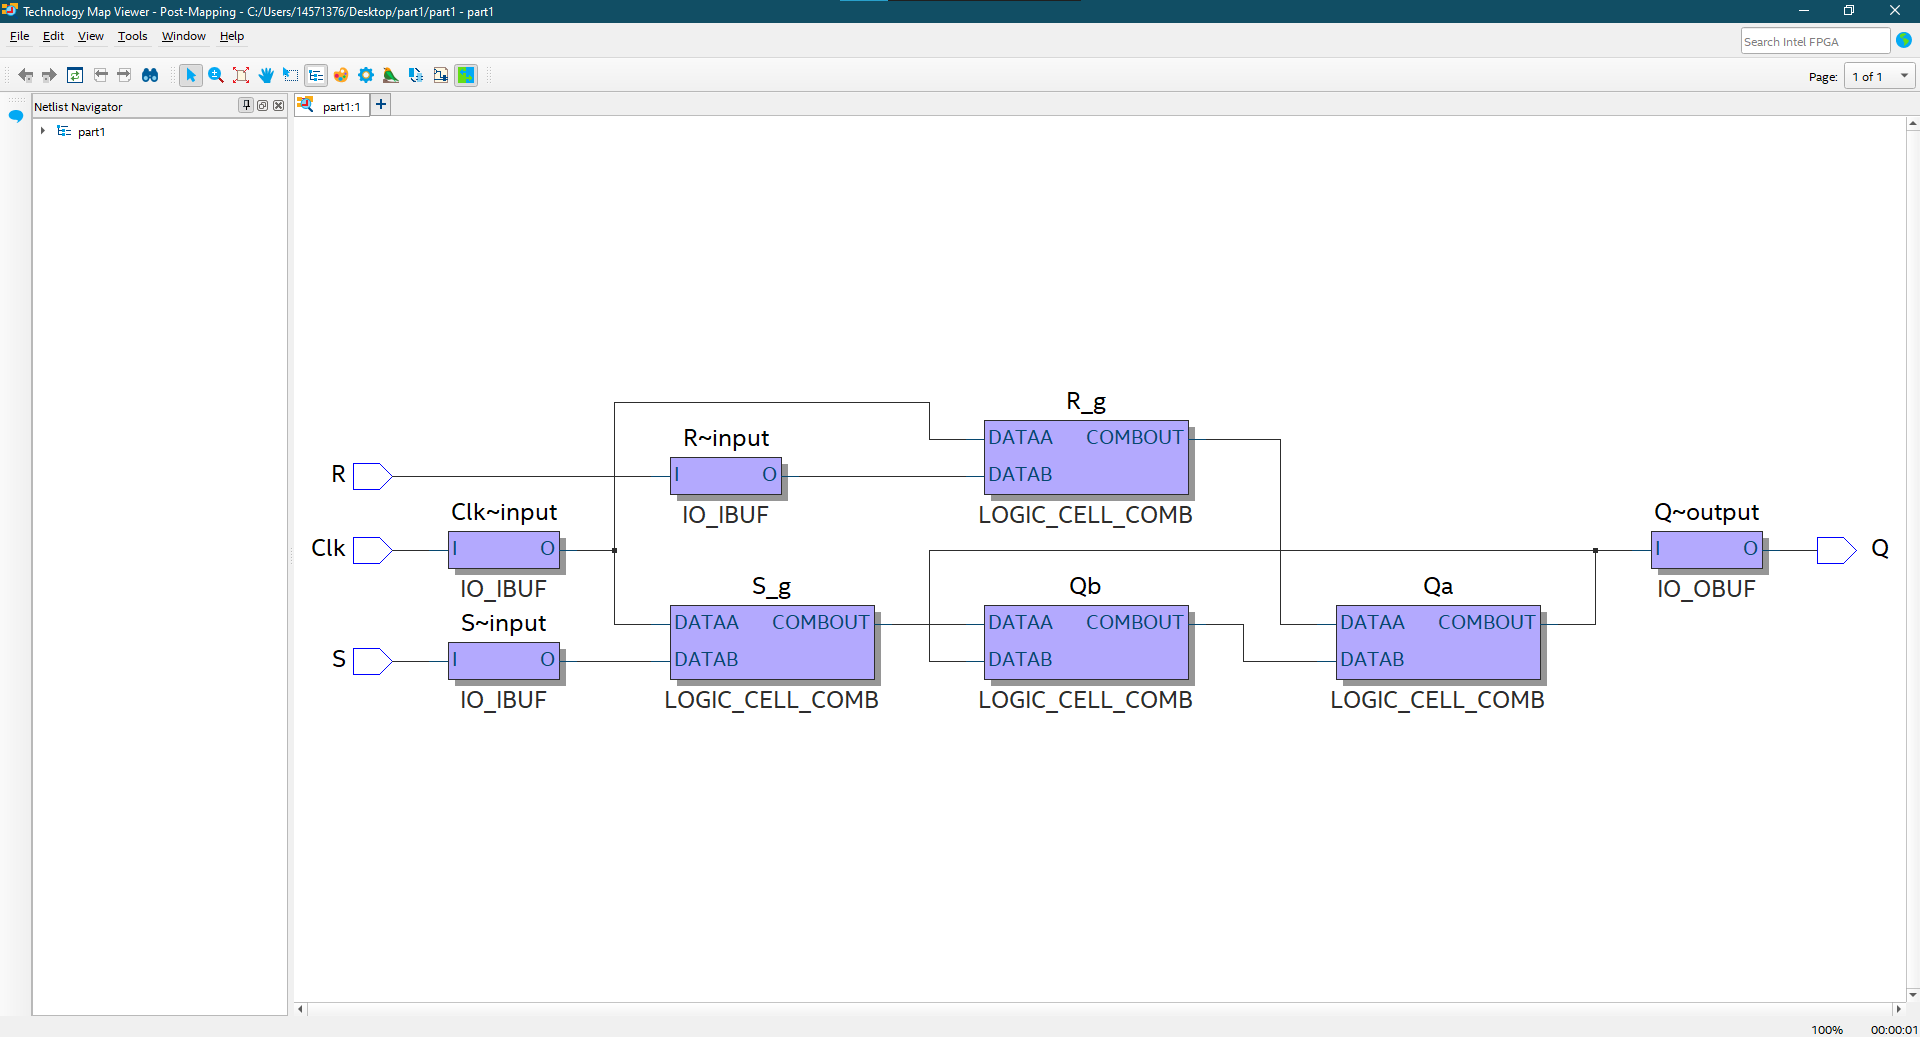 Technology Map Viewer - Post-Mapping - C:/Users/14571376/Desktop/part1/part1 - part1
File Edit View Tools Window Help
Search Intel FPGA
Page: 1 of 1
Netlist Navigator
part1:1
part1
R_g
R~input
DATAA COMBOUT
R
I O
DATAB
Clk~input
IO_IBUF
LOGIC_CELL_COMB
Q~output
Clk
I O
I O
Q
IO_IBUF
S_g
Qb
Qa
IO_OBUF
S~input
DATAA COMBOUT
DATAA COMBOUT
DATAA COMBOUT
S
I O
DATAB
DATAB
DATAB
IO_IBUF
LOGIC_CELL_COMB
LOGIC_CELL_COMB
LOGIC_CELL_COMB
100% 00:00:01